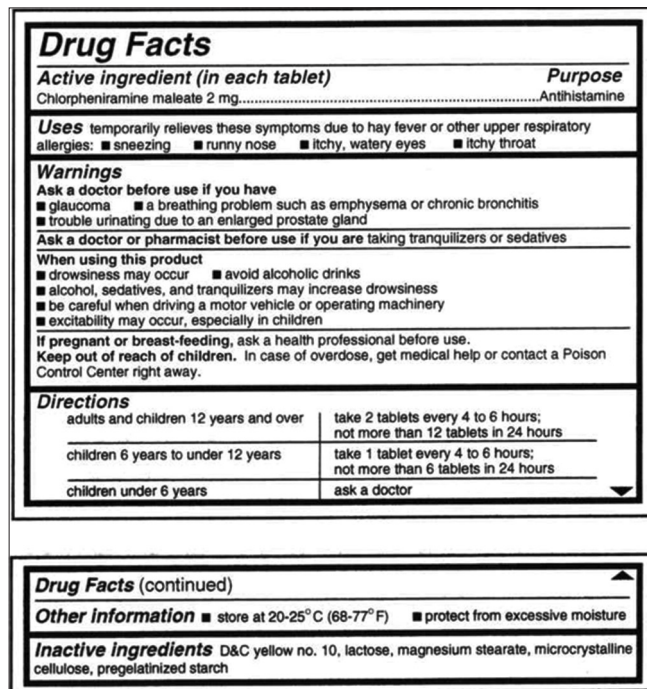 Drug Facts
Active ingredient (in each tablet) Purpose
Chlorpheniramine maleate 2 mg..........................................................................Antihistamine
Uses temporarily relieves these symptoms due to hay fever or other upper respiratory
allergies: ■ sneezing ■ runny nose ■ itchy, watery eyes ■ itchy throat
Warnings
Ask a doctor before use if you have
■ glaucoma ■ a breathing problem such as emphysema or chronic bronchitis
■ trouble urinating due to an enlarged prostate gland
Ask a doctor or pharmacist before use if you are taking tranquilizers or sedatives
When using this product
■ drowsiness may occur ■ avoid alcoholic drinks
■ alcohol, sedatives, and tranquilizers may increase drowsiness
■ be careful when driving a motor vehicle or operating machinery
■ excitability may occur, especially in children
If pregnant or breast-feeding, ask a health professional before use.
Keep out of reach of children. In case of overdose, get medical help or contact a Poison
Control Center right away.
Directions
adults and children 12 years and over take 2 tablets every 4 to 6 hours;
not more than 12 tablets in 24 hours
children 6 years to under 12 years take 1 tablet every 4 to 6 hours;
not more than 6 tablets in 24 hours
children under 6 years ask a doctor
Drug Facts (continued)
Other information ■ store at 20-25°C (68-77°F) ■ protect from excessive moisture
Inactive ingredients D&C yellow no. 10, lactose, magnesium stearate, microcrystalline
cellulose, pregelatinized starch